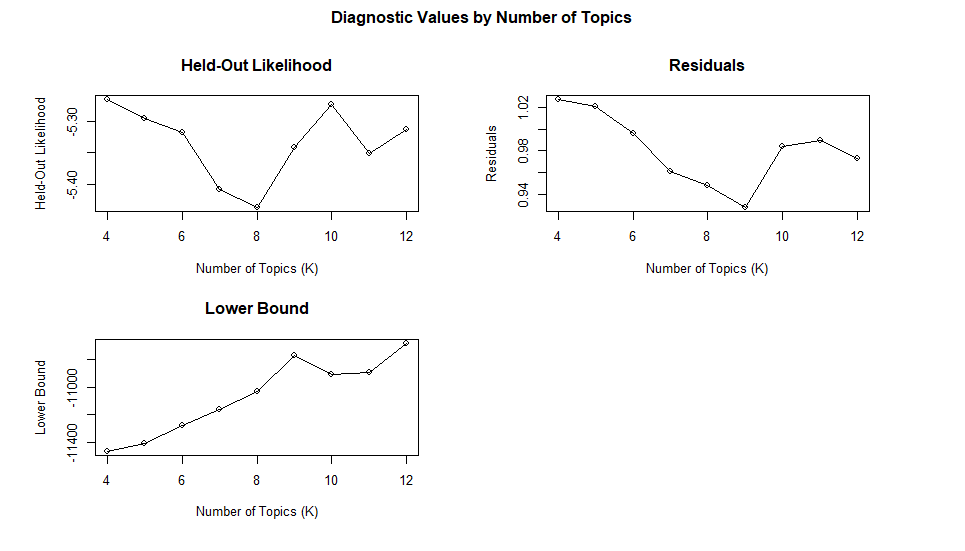 Diagnostic Values by Number of Topics
Held-Out Likelihood
Held-Out Likelihood
-5.30
-5.40
4 6 8 10 12
Number of Topics (K)
Residuals
Residuals
1.02
0.98
0.94
4 6 8 10 12
Number of Topics (K)
Lower Bound
Lower Bound
-11000
-11400
4 6 8 10 12
Number of Topics (K)